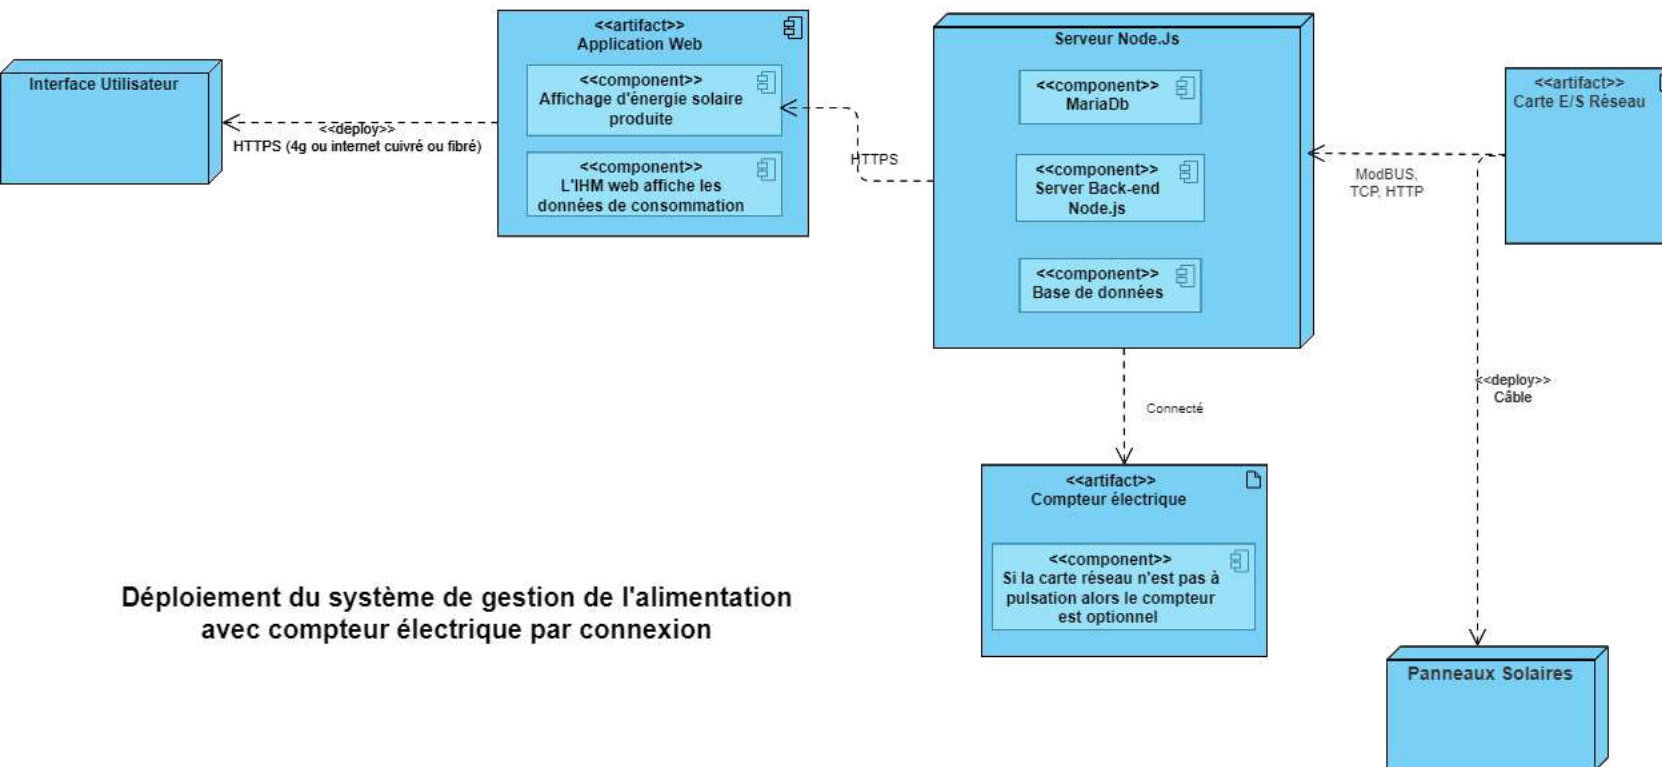 Interface Utilisateur
<<deploy>>
HTTPS (4g ou internet cuivré ou fibré)
<<artifact>>
Application Web
<<component>>
Affichage d'énergie solaire
produite
<<component>>
L'IHM web affiche les
données de consommation
HTTPS
Serveur Node.Js
<<component>>
MariaDb
<<component>>
Server Back-end
Node.js
<<component>>
Base de données
ModBUS,
TCP, HTTP
<<artifact>>
Carte E/S Réseau
<<deploy>>
Câble
Connecté
<<artifact>>
Compteur électrique
<<component>>
Si la carte réseau n'est pas à
pulsation alors le compteur
est optionnel
Déploiement du système de gestion de l'alimentation
avec compteur électrique par connexion
Panneaux Solaires